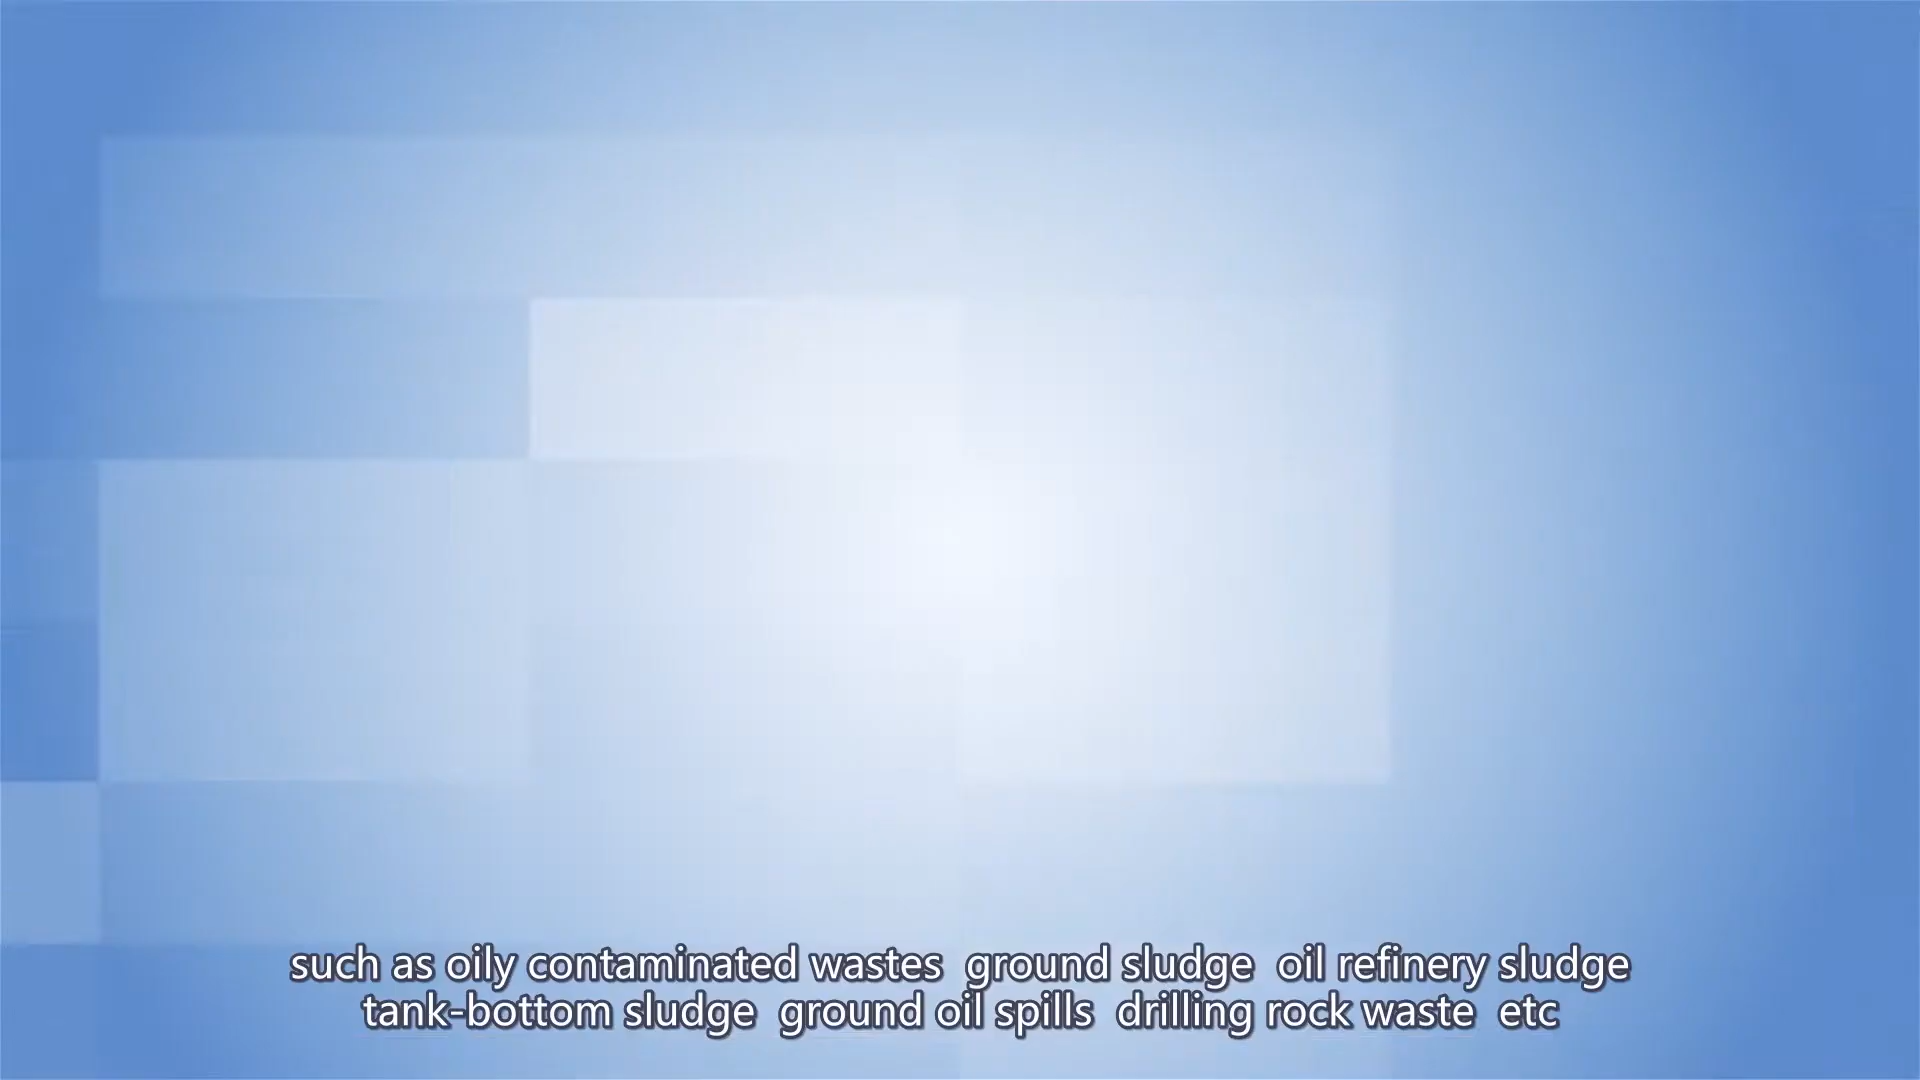 such as oily contaminated wastes  ground sludge  oil refinery sludge
tank-bottom sludge  ground oil spills  drilling rock waste  etc